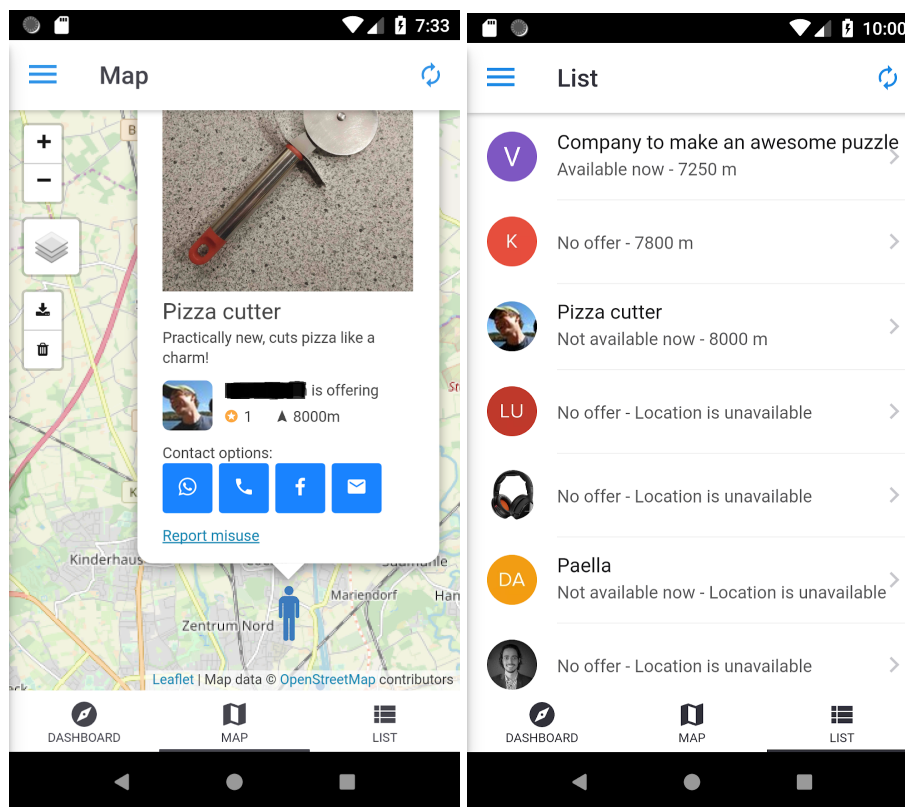 7:33
Map
+
−
B
Pizza cutter
Practically new, cuts pizza like a
charm!
is offering
1
8000m
Contact options:
Report misuse
K
Kinderhaus
Mariendorf
Han
Zentrum Nord
Leaflet | Map data © OpenStreetMap contributors
DASHBOARD
MAP
LIST
10:00
List
V
Company to make an awesome puzzle
Available now - 7250 m
K
No offer - 7800 m
Pizza cutter
Not available now - 8000 m
LU
No offer - Location is unavailable
No offer - Location is unavailable
DA
Paella
Not available now - Location is unavailable
No offer - Location is unavailable
DASHBOARD
MAP
LIST